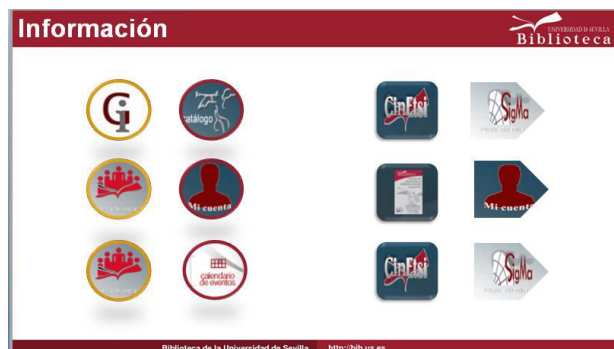 Información
UNIVERSIDAD D SEVILLA
Biblioteca
Gi
catálogo
CinEtsi
SigMa
Mi cuenta
Mi cuenta
calendario
de eventos
CinEtsi
SigMa
Biblioteca de la Universidad de Sevilla http://bib.us.es